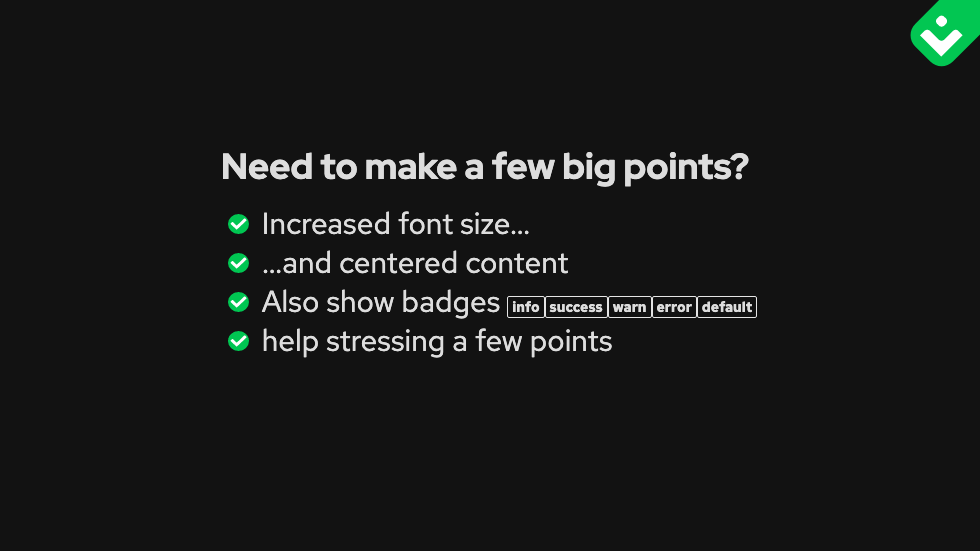 Need to make a few big points?
Increased font size...
...and centered content
Also show badges info success warn error default
help stressing a few points